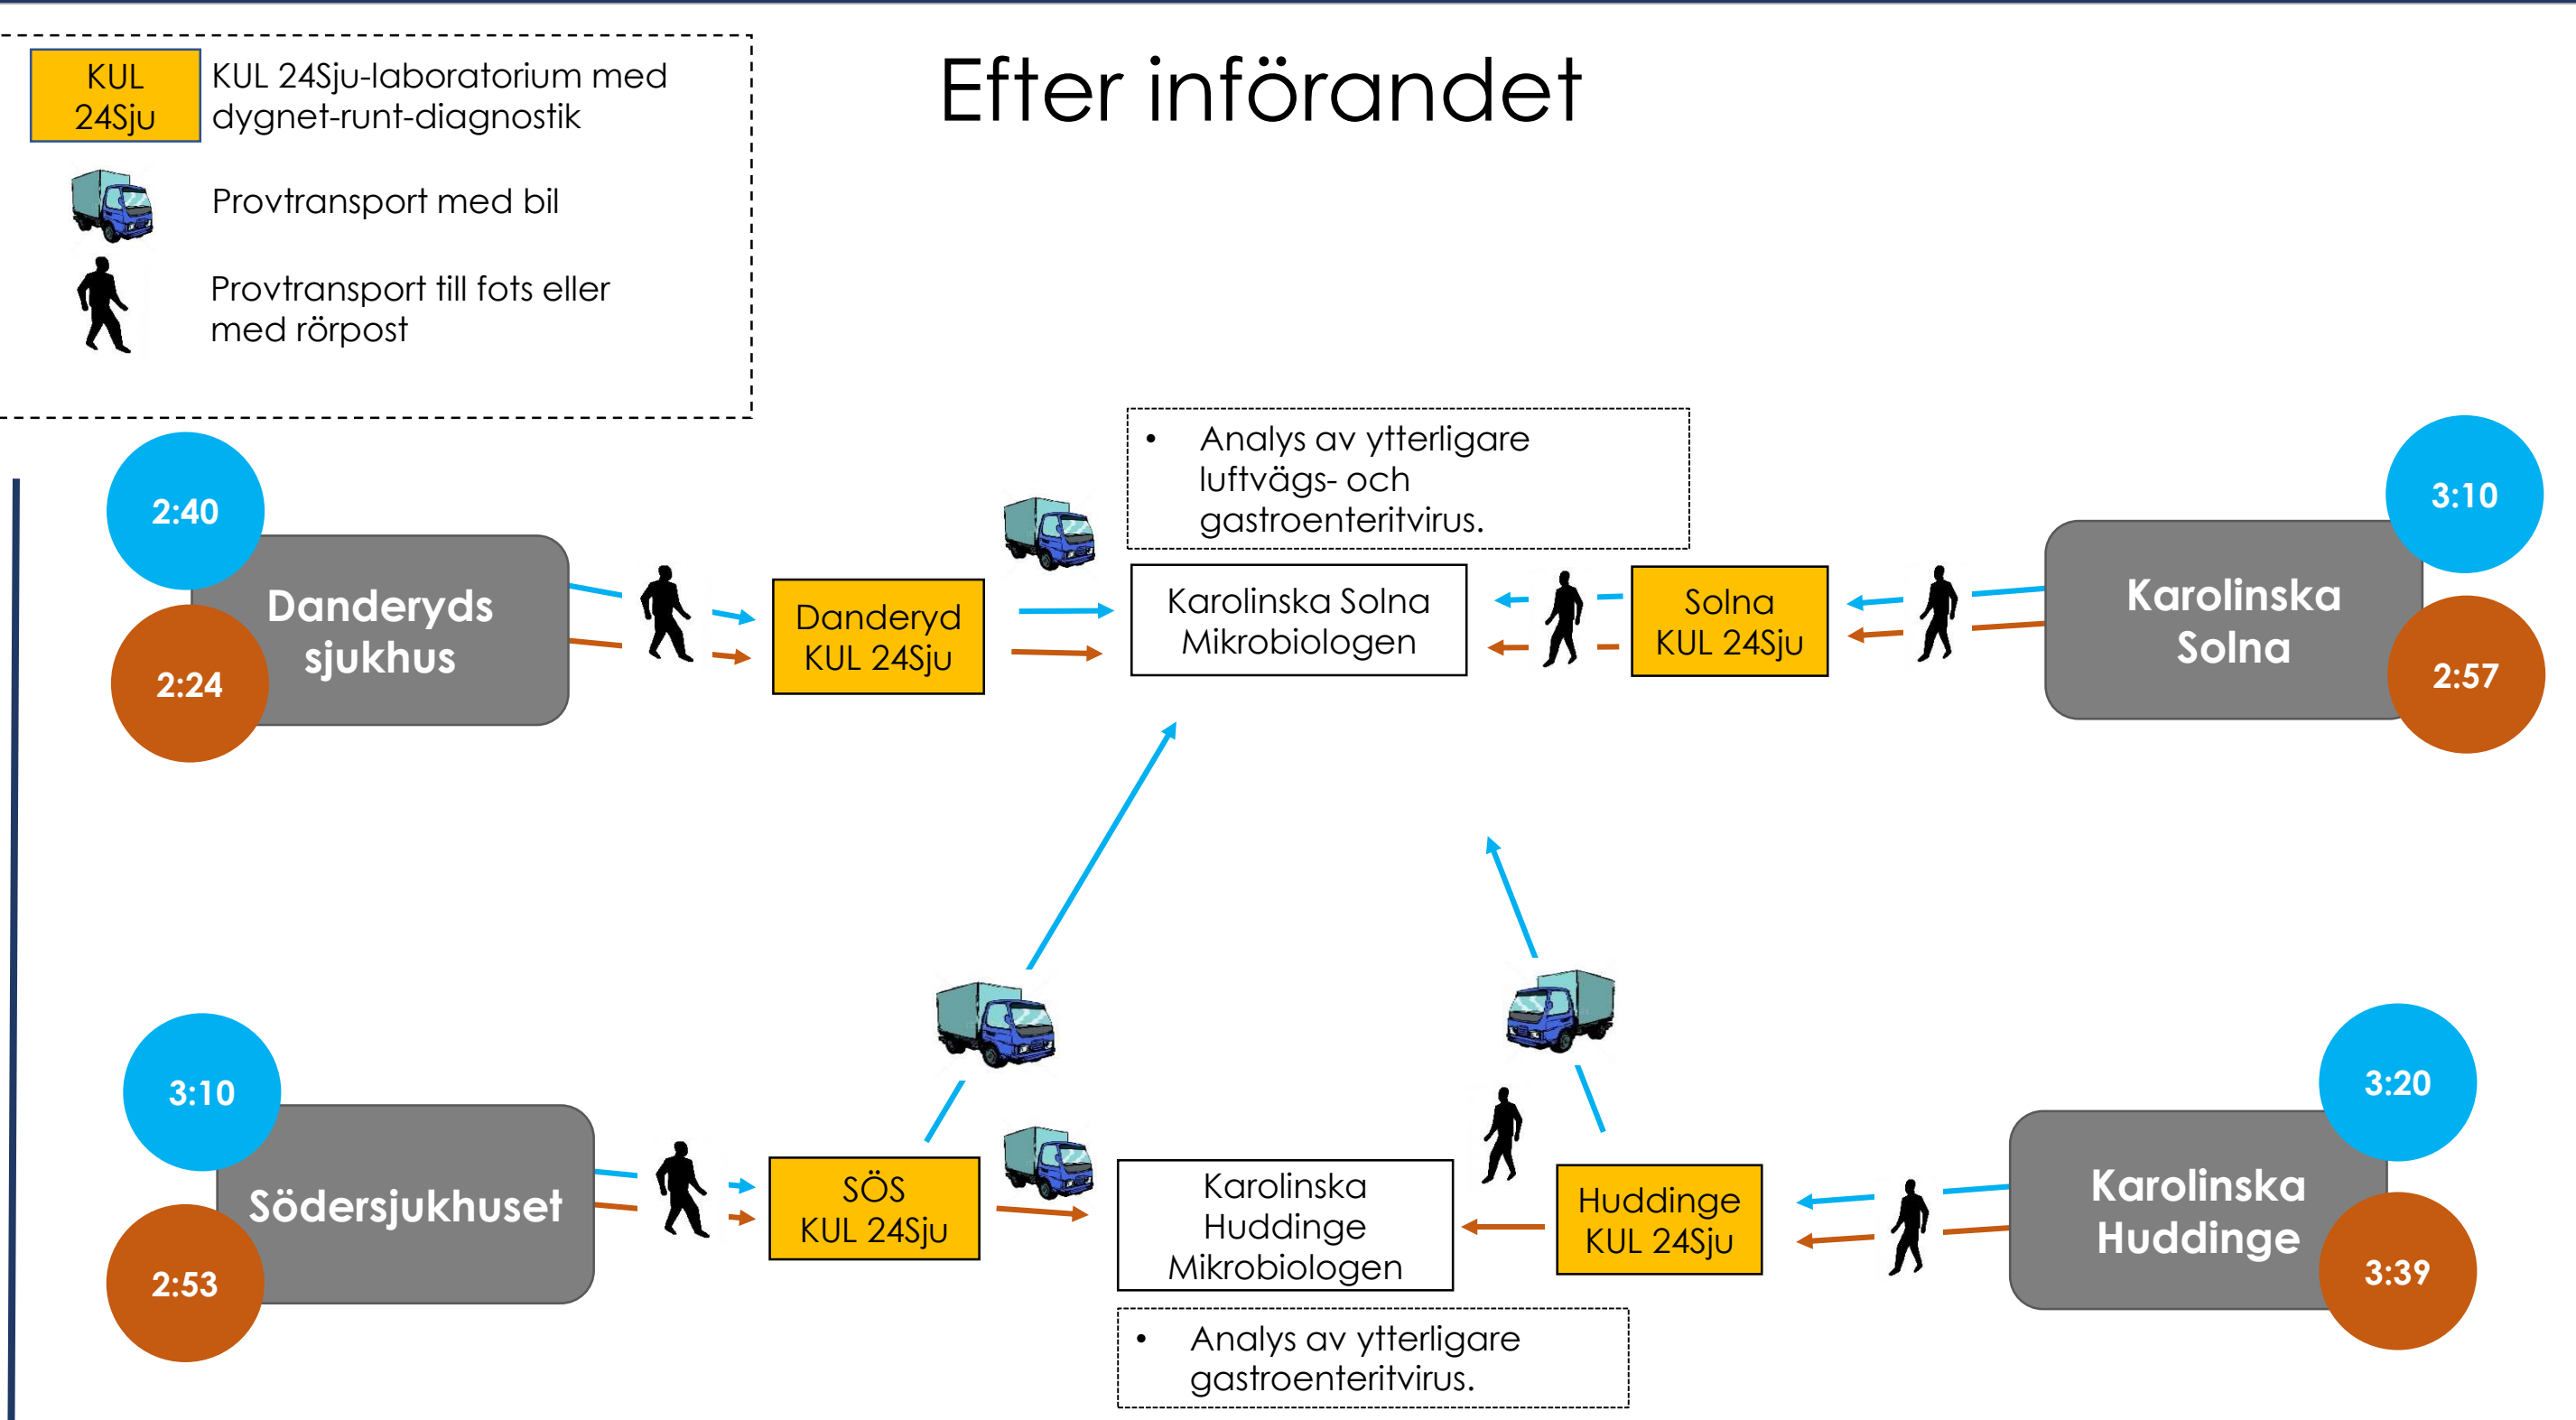 Efter införandet
KUL
24Sju
KUL 24Sju-laboratorium med
dygnet-runt-diagnostik
Provtransport med bil
Provtransport till fots eller
med rörpost
• Analys av ytterligare
luftvägs- och
gastroenteritvirus.
2:40
Danderyds
sjukhus
2:24
Danderyd
KUL 24Sju
Karolinska Solna
Mikrobiologen
Solna
KUL 24Sju
3:10
Karolinska
Solna
2:57
3:10
Södersjukhuset
2:53
SÖS
KUL 24Sju
Karolinska
Huddinge
Mikrobiologen
Huddinge
KUL 24Sju
3:20
Karolinska
Huddinge
3:39
• Analys av ytterligare
gastroenteritvirus.